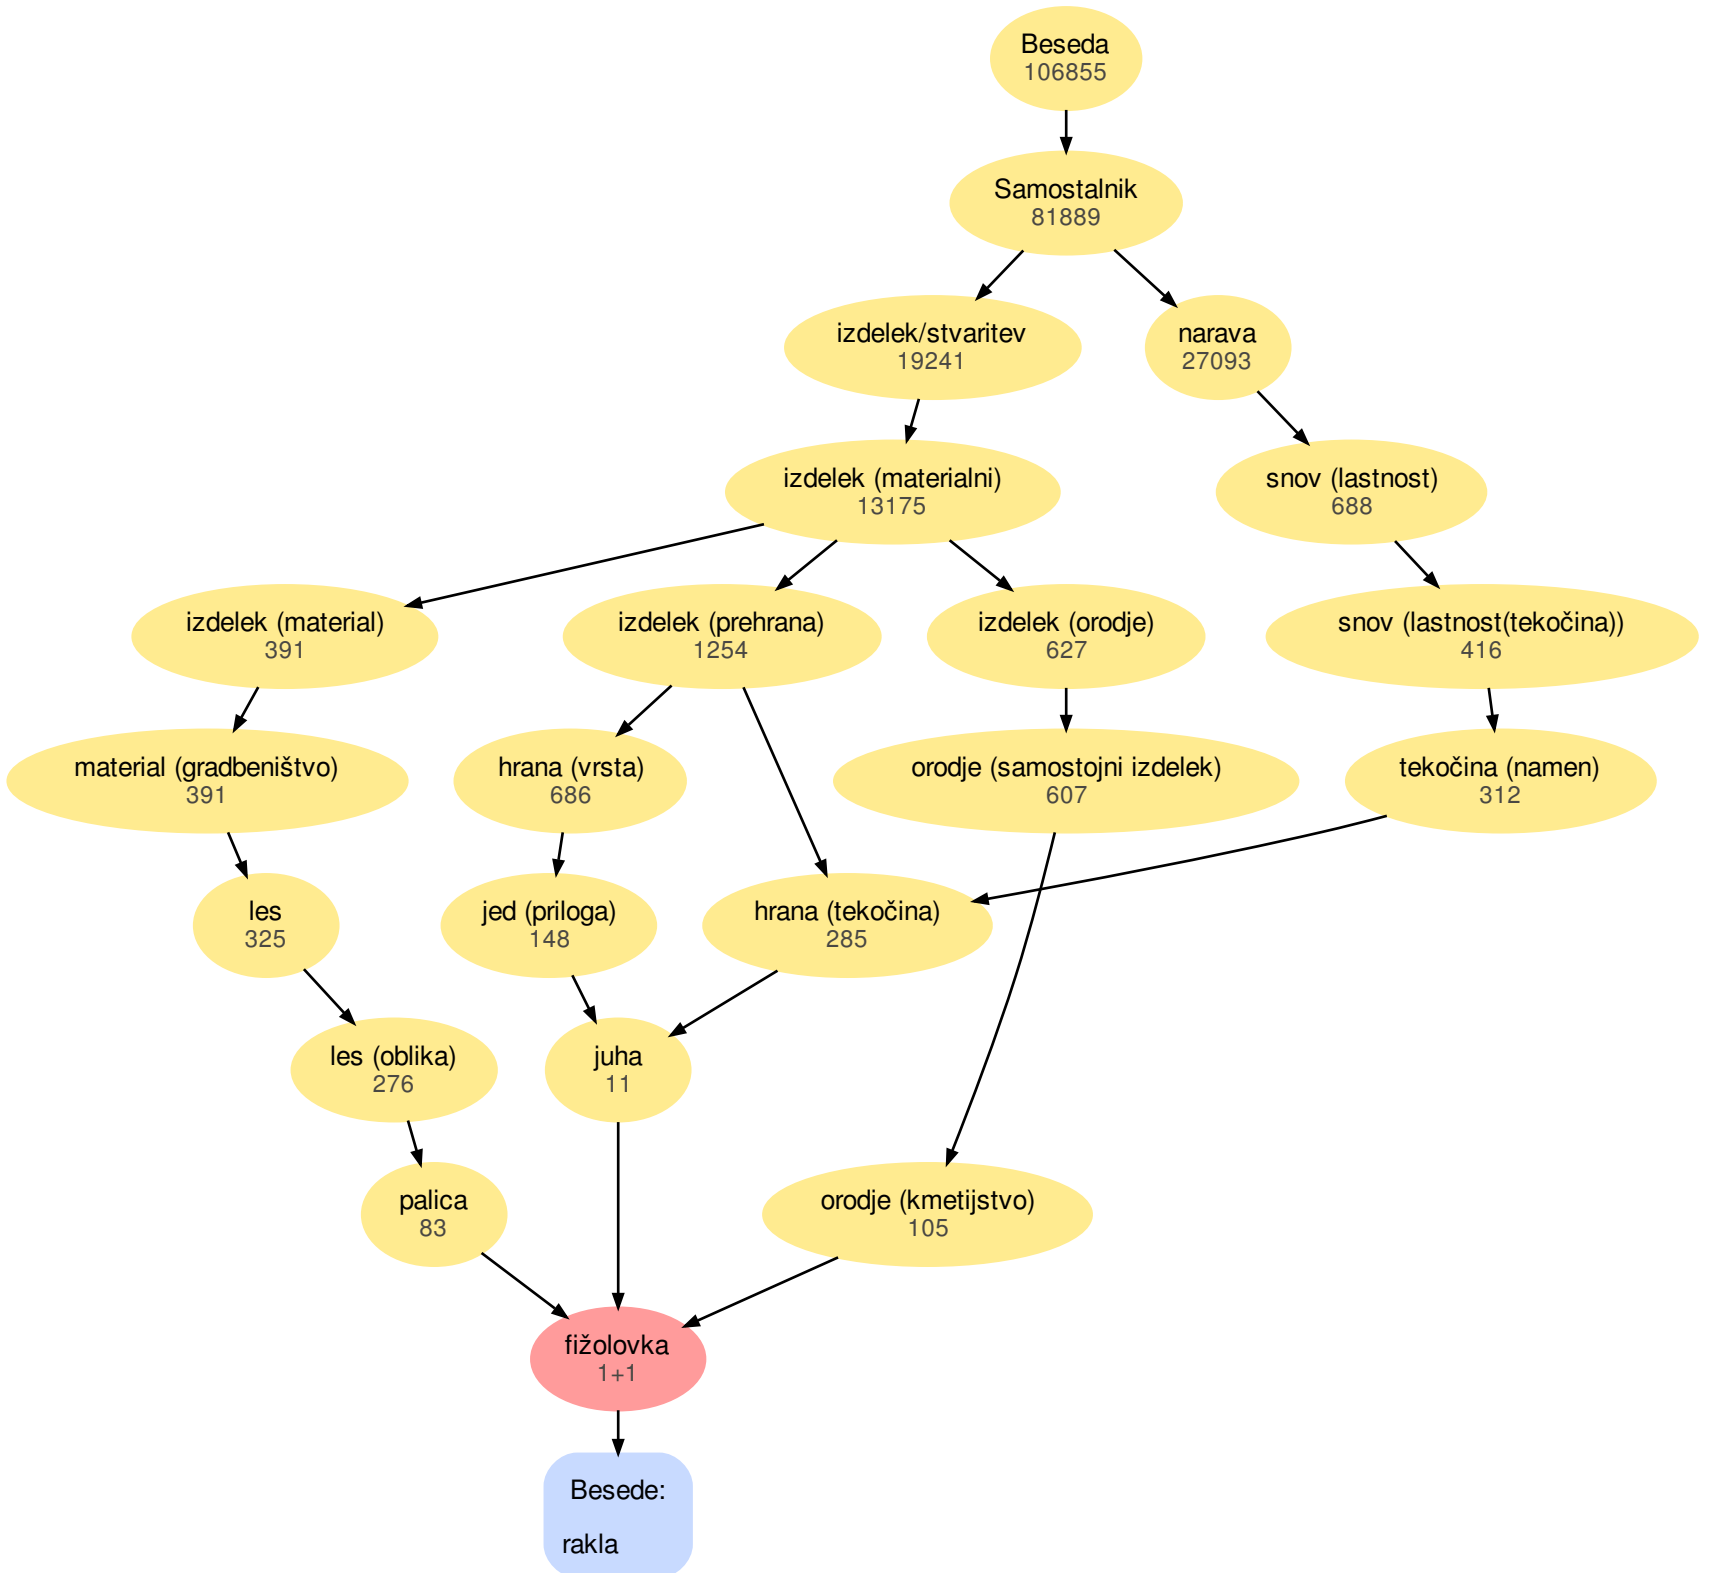 Beseda
106855
Samostalnik
81889
izdelek/stvaritev
19241
narava
27093
izdelek (materialni)
13175
snov (lastnost)
688
izdelek (material)
391
izdelek (prehrana)
1254
izdelek (orodje)
627
snov (lastnost(tekočina))
416
material (gradbeništvo)
391
hrana (vrsta)
686
orodje (samostojni izdelek)
607
tekočina (namen)
312
les
325
jed (priloga)
148
hrana (tekočina)
285
les (oblika)
276
juha
11
palica
83
orodje (kmetijstvo)
105
fižolovka
1+1
Besede:
rakla